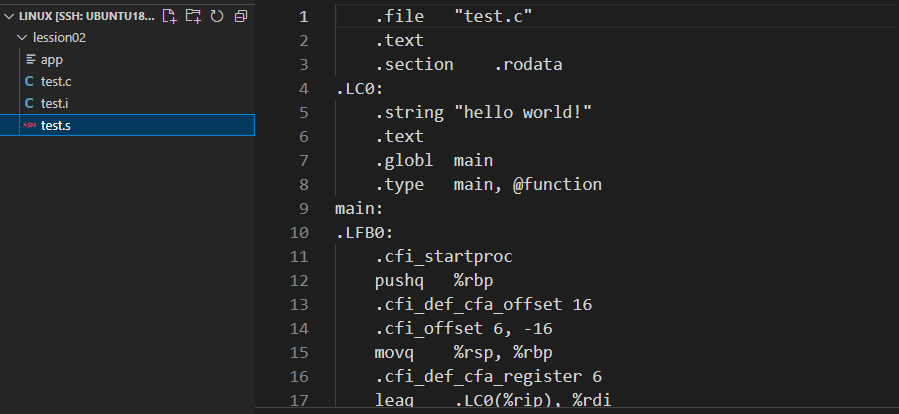 LINUX [SSH: UBUNTU18...
lession02
app
C test.c
C test.i
ASM test.s
1 .file "test.c"
2 .text
3 .section .rodata
4 .LC0:
5 .string "hello world!"
6 .text
7 .globl main
8 .type main, @function
9 main:
10 .LFB0:
11 .cfi_startproc
12 pushq %rbp
13 .cfi_def_cfa_offset 16
14 .cfi_offset 6, -16
15 movq %rsp, %rbp
16 .cfi_def_cfa_register 6
17 leaq .LC0(%rip), %rdi